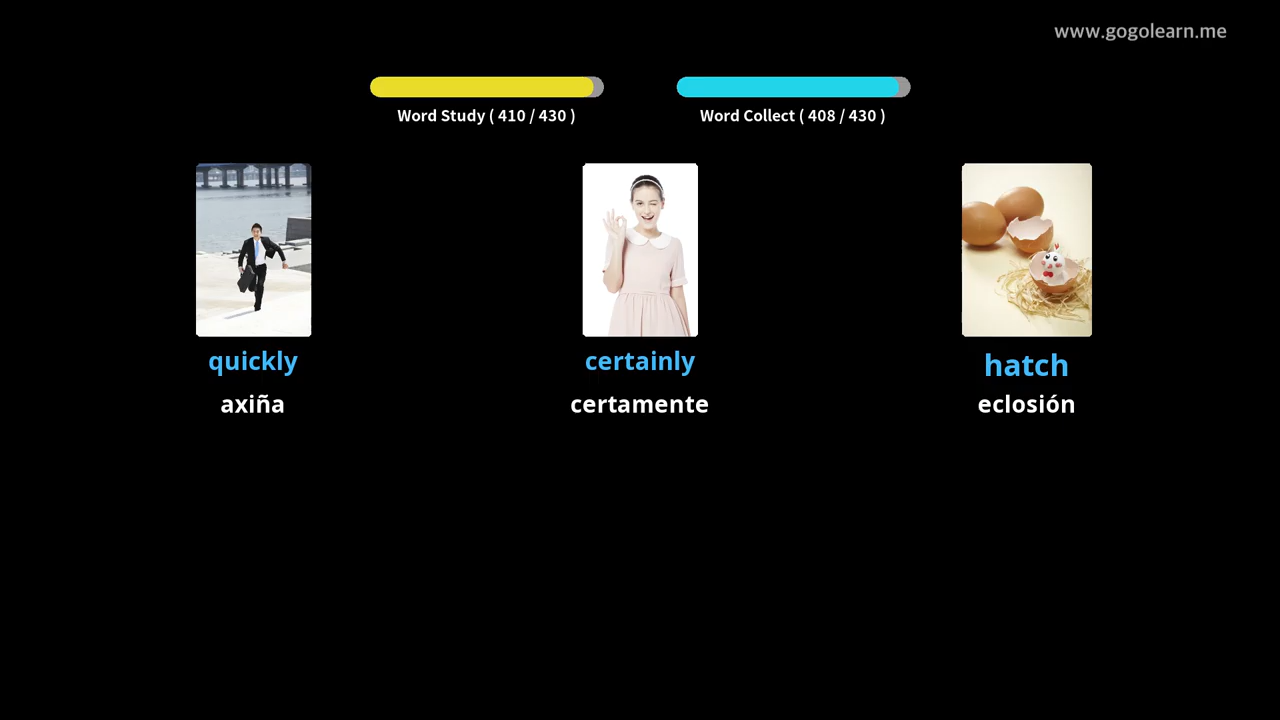 www.gogolearn.me
Word Study ( 410 / 430 )
Word Collect ( 408 / 430 )
quickly
certainly
hatch
axiña
certamente
eclosión